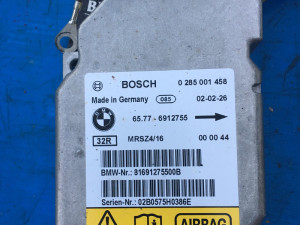 BOSCH 0 285 001 458
Made in Germany 085 02-02-26
BMW
65.77 - 6912755
32R MRSZ4/16 00 00 44
BMW-Nr.: 81691275500B
Serien-Nr.: 02B0575H0386E
AIRBAG